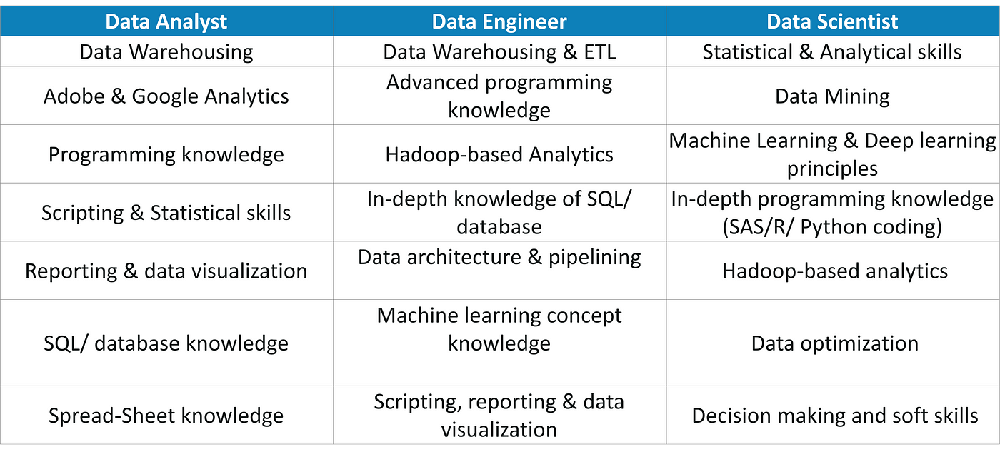 Data Analyst
Data Engineer
Data Scientist
Data Warehousing
Data Warehousing & ETL
Statistical & Analytical skills
Adobe & Google Analytics
Advanced programming
knowledge
Data Mining
Programming knowledge
Hadoop-based Analytics
Machine Learning & Deep learning
principles
Scripting & Statistical skills
In-depth knowledge of SQL/
database
In-depth programming knowledge
(SAS/R/ Python coding)
Reporting & data visualization
Data architecture & pipelining
Hadoop-based analytics
SQL/ database knowledge
Machine learning concept
knowledge
Data optimization
Spread-Sheet knowledge
Scripting, reporting & data
visualization
Decision making and soft skills